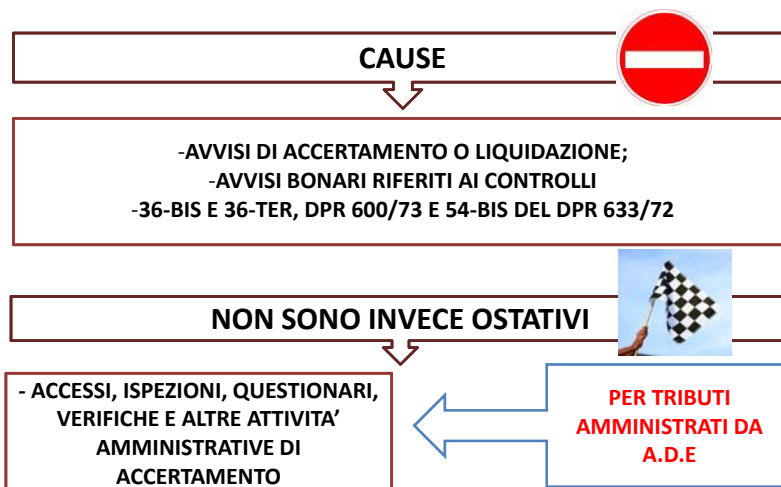 CAUSE
-AVVISI DI ACCERTAMENTO O LIQUIDAZIONE;
-AVVISI BONARI RIFERITI AI CONTROLLI
-36-BIS E 36-TER, DPR 600/73 E 54-BIS DEL DPR 633/72
NON SONO INVECE OSTATIVI
- ACCESSI, ISPEZIONI, QUESTIONARI,
VERIFICHE E ALTRE ATTIVITA’
AMMINISTRATIVE DI
ACCERTAMENTO
PER TRIBUTI
AMMINISTRATI DA
A.D.E